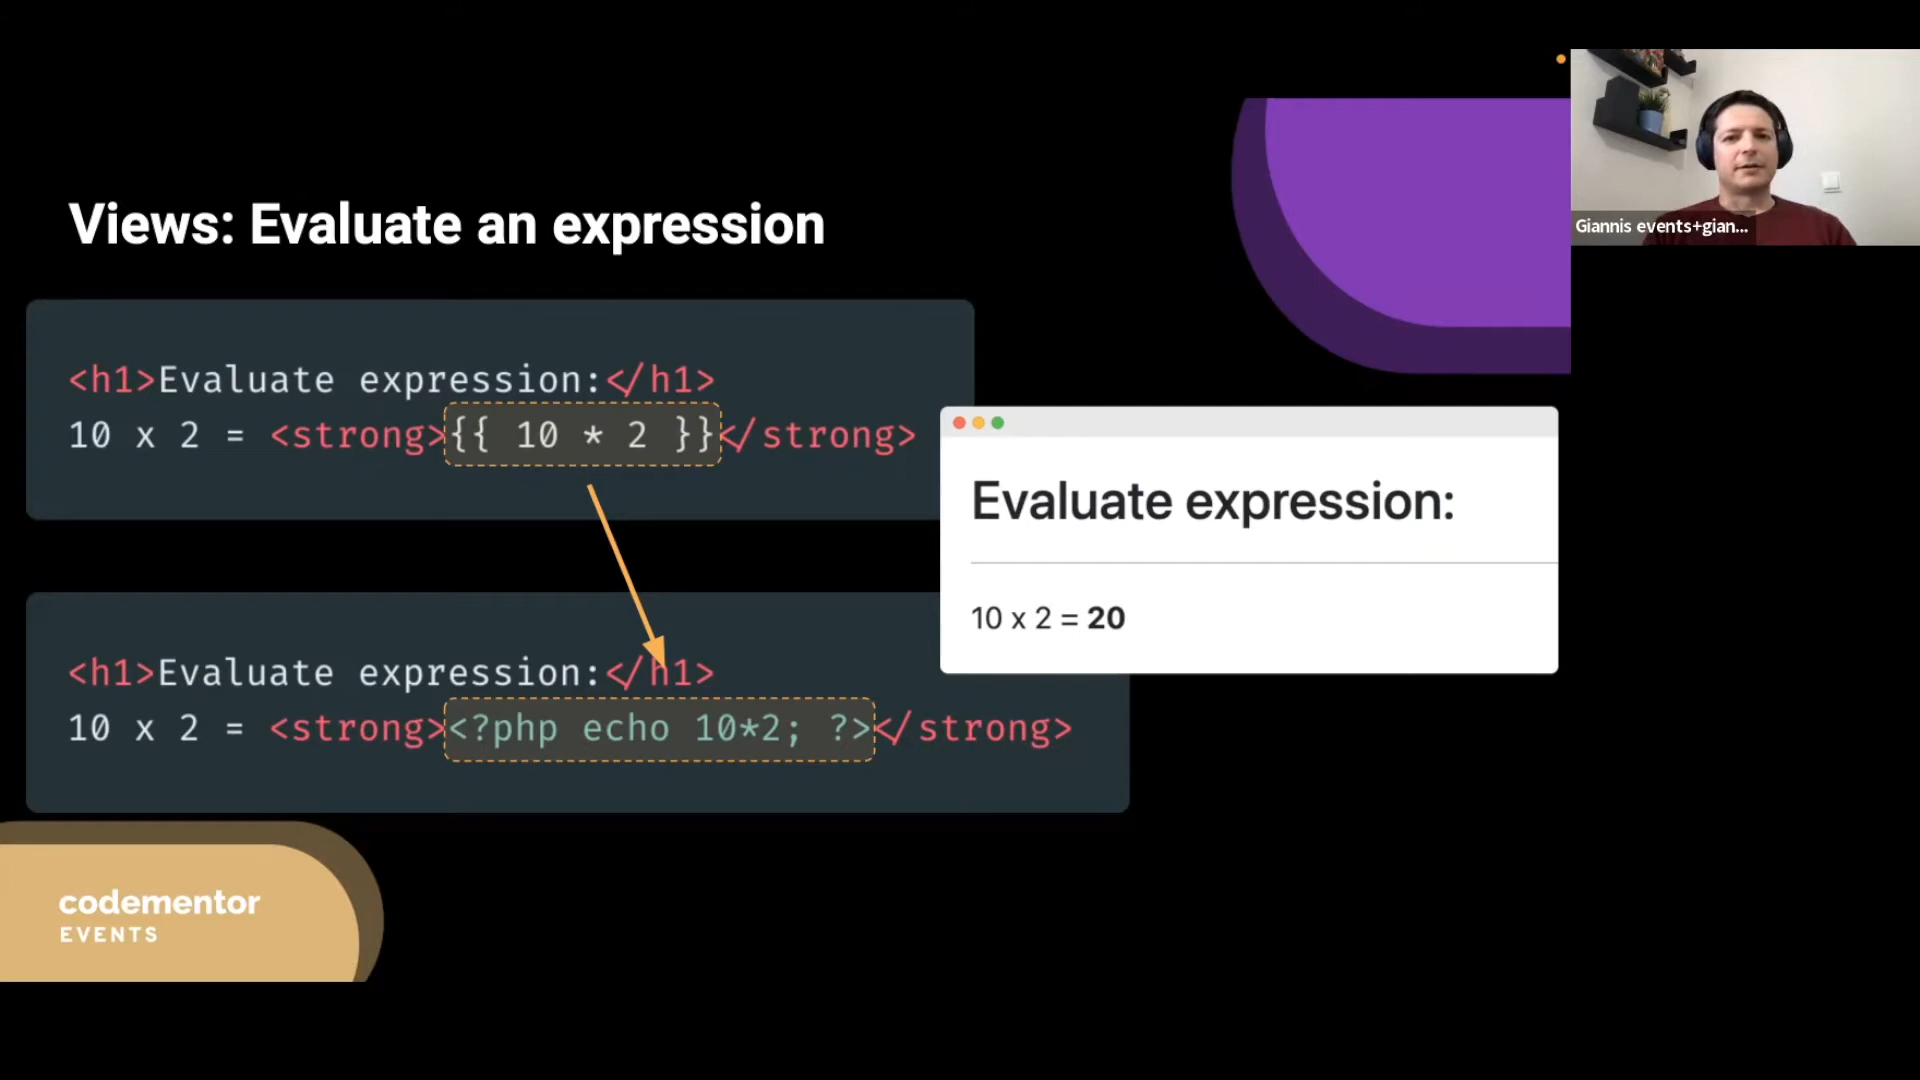 Views: Evaluate an expression
<h1>Evaluate expression:</h1>
10 x 2 = <strong>{{ 10 * 2 }}</strong>
<h1>Evaluate expression:</h1>
10 x 2 = <strong><?php echo 10*2; ?></strong>
Evaluate expression:
10 x 2 = 20
Giannis events+gian...
codementor
EVENTS